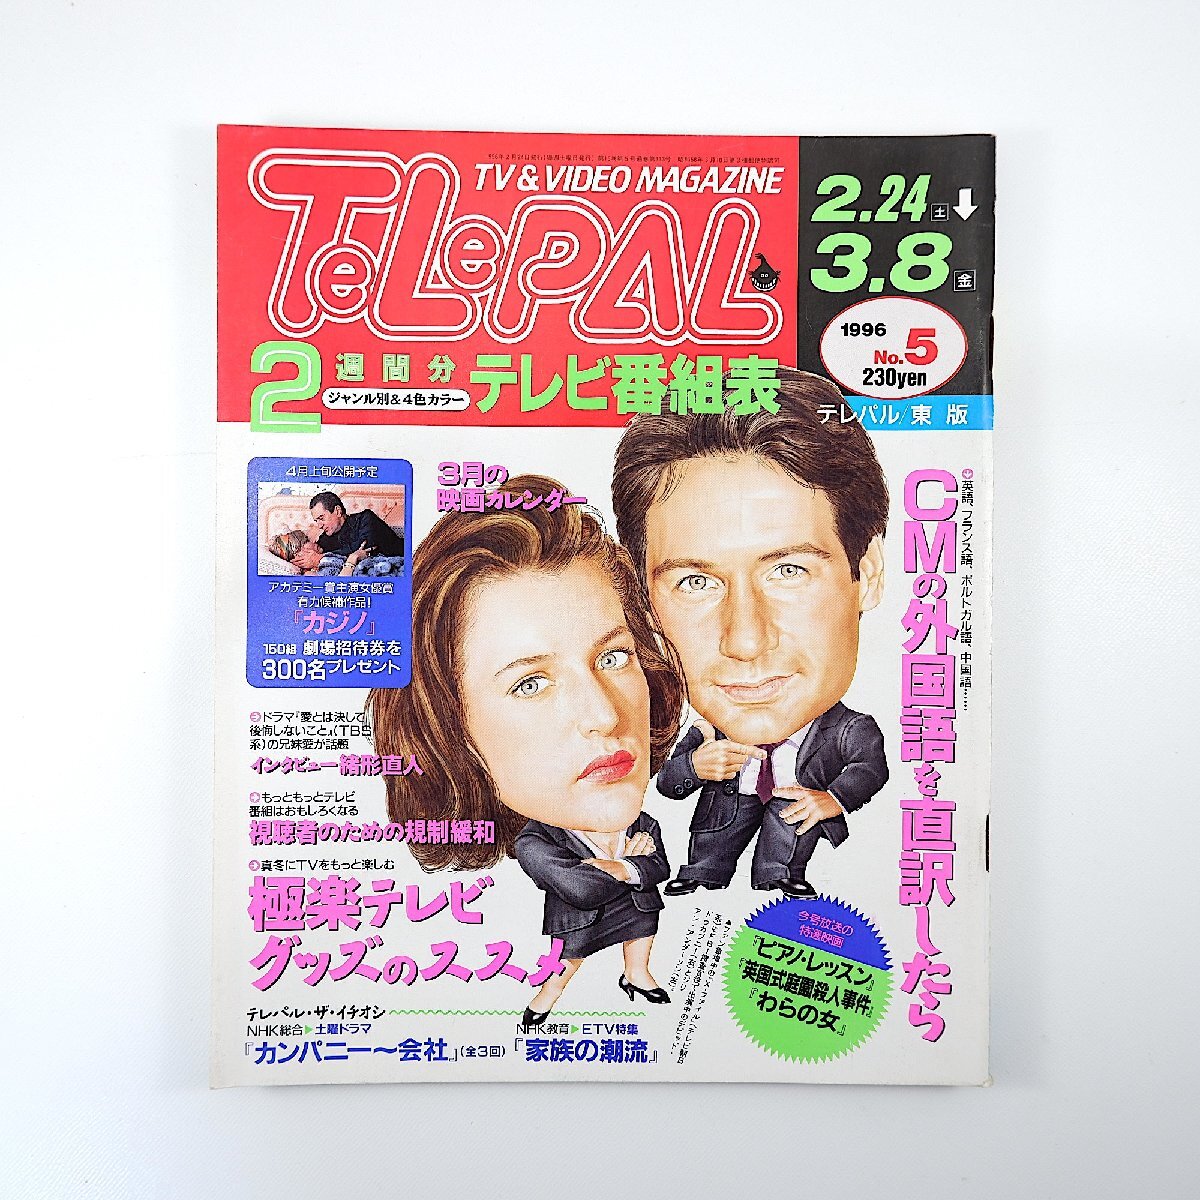 TV & VIDEO MAGAZINE
TeLePAL
2.24土
3.8金
1996
No.5
230yen
テレパル/東版
2週間分
ジャンル別&4色カラー
テレビ番組表
4月上旬公開予定
アカデミー賞主演女優賞
有力候補作品!
『カジノ』
150組 劇場招待券を
300名プレゼント
3月の
映画カレンダー
英語、フランス語、ポルトガル語、中国語……
CMの外国語を直訳したら
ドラマ『愛とは決して
後悔しないこと』(TBS
系)の兄妹愛が話題
インタビュー緒形直人
もっともっとテレビ
番組はおもしろくなる
視聴者のための規制緩和
真冬にTVをもっと楽しむ
極楽テレビ
グッズのススメ
今号放送の
特選映画
『ピアノ・レッスン』
『英国式庭園殺人事件』
『わらの女』
テレパル・ザ・イチオシ
NHK総合▶土曜ドラマ
『カンパニー〜会社』(全3回)
NHK教育▶ETV特集
『家族の潮流』